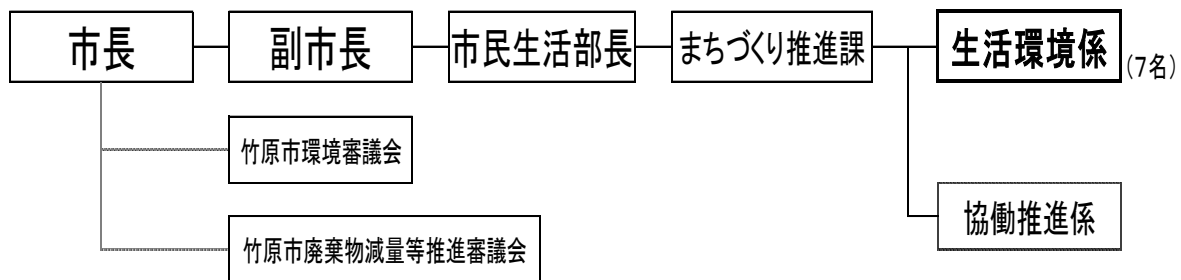 市長
副市長
市民生活部長
まちづくり推進課
生活環境係
(7名)
竹原市環境審議会
協働推進係
竹原市廃棄物減量等推進審議会